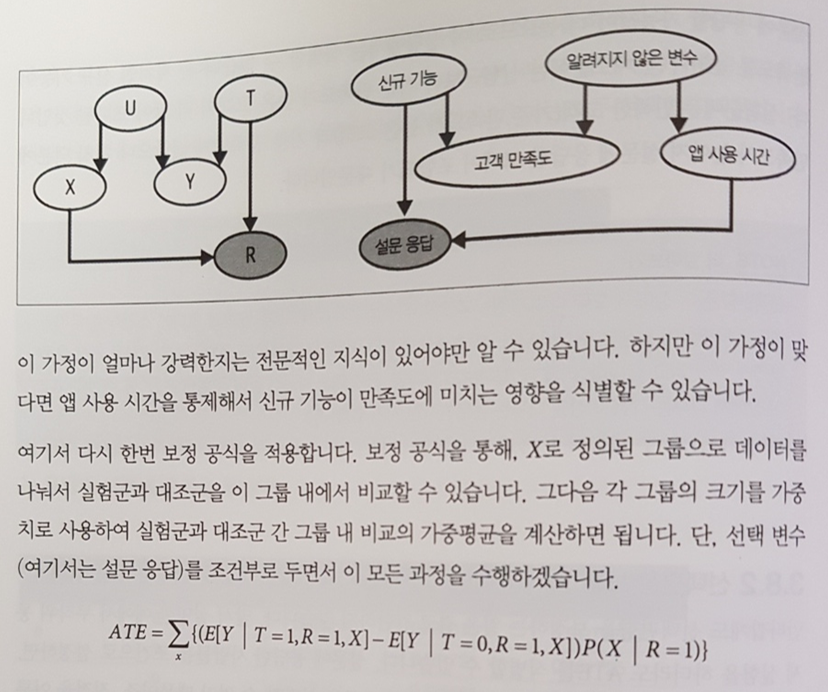 U
T
X
Y
R
신규 기능
알려지지 않은 변수
고객 만족도
앱 사용 시간
설문 응답
이 가정이 얼마나 강력한지는 전문적인 지식이 있어야만 알 수 있습니다. 하지만 이 가정이 맞
다면 앱 사용 시간을 통제해서 신규 기능이 만족도에 미치는 영향을 식별할 수 있습니다.
여기서 다시 한번 보정 공식을 적용합니다. 보정 공식을 통해, X로 정의된 그룹으로 데이터를
나눠서 실험군과 대조군을 이 그룹 내에서 비교할 수 있습니다. 그다음 각 그룹의 크기를 가중
치로 사용하여 실험군과 대조군 간 그룹 내 비교의 가중평균을 계산하면 됩니다. 단, 선택 변수
(여기서는 설문 응답)를 조건부로 두면서 이 모든 과정을 수행하겠습니다.
ATE = ∑x{(E[Y | T = 1, R = 1, X] − E[Y | T = 0, R = 1, X])P(X | R = 1)}